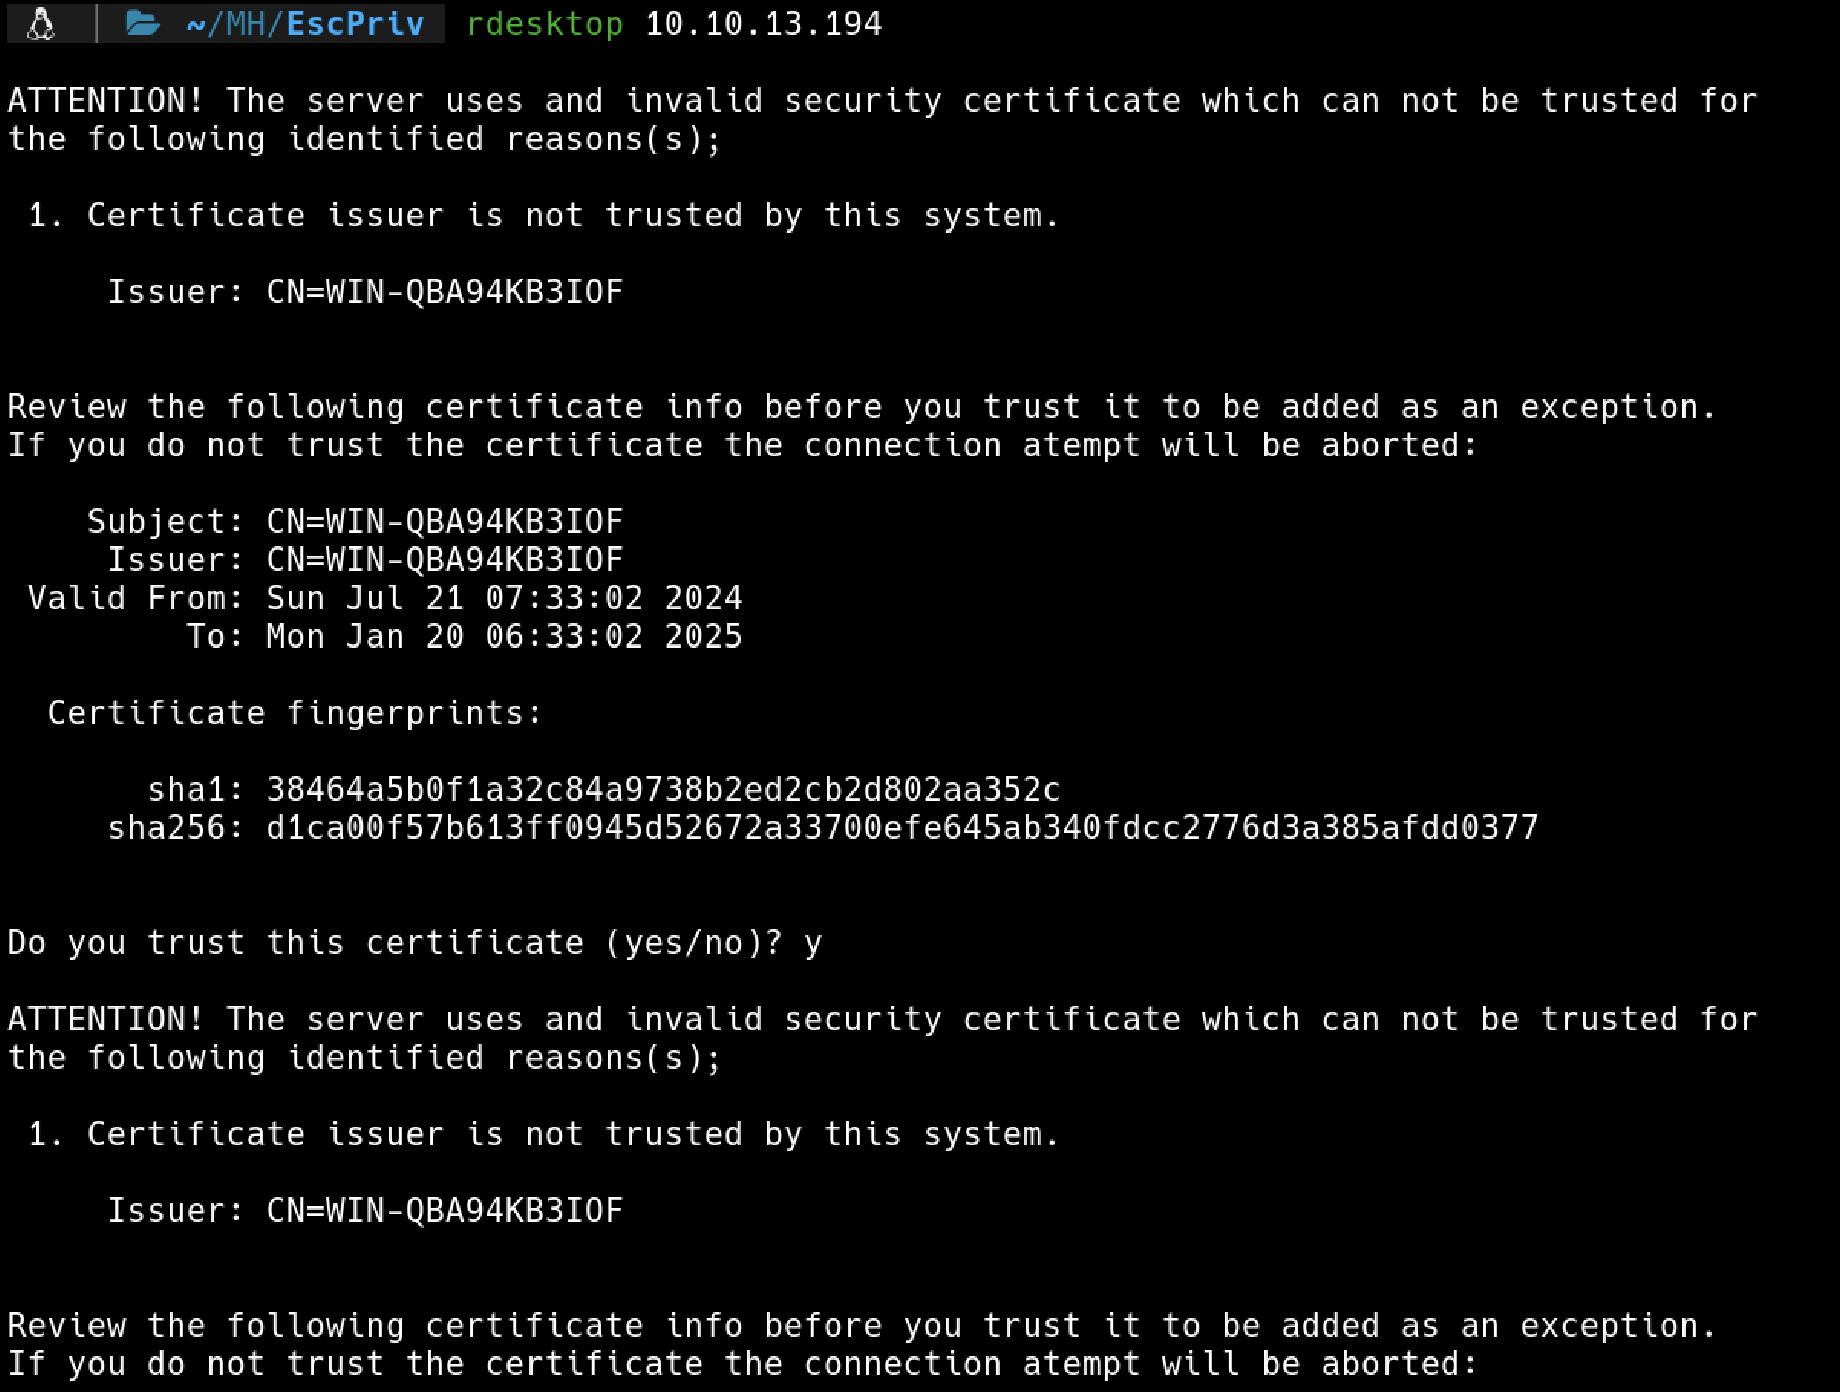 ~/MH/EscPriv rdesktop 10.10.13.194
ATTENTION! The server uses and invalid security certificate which can not be trusted for
the following identified reasons(s);
1. Certificate issuer is not trusted by this system.
Issuer: CN=WIN-QBA94KB3IOF
Review the following certificate info before you trust it to be added as an exception.
If you do not trust the certificate the connection atempt will be aborted:
Subject: CN=WIN-QBA94KB3IOF
Issuer: CN=WIN-QBA94KB3IOF
Valid From: Sun Jul 21 07:33:02 2024
To: Mon Jan 20 06:33:02 2025
Certificate fingerprints:
sha1: 38464a5b0f1a32c84a9738b2ed2cb2d802aa352c
sha256: d1ca00f57b613ff0945d52672a33700efe645ab340fdcc2776d3a385afdd0377
Do you trust this certificate (yes/no)? y
ATTENTION! The server uses and invalid security certificate which can not be trusted for
the following identified reasons(s);
1. Certificate issuer is not trusted by this system.
Issuer: CN=WIN-QBA94KB3IOF
Review the following certificate info before you trust it to be added as an exception.
If you do not trust the certificate the connection atempt will be aborted: